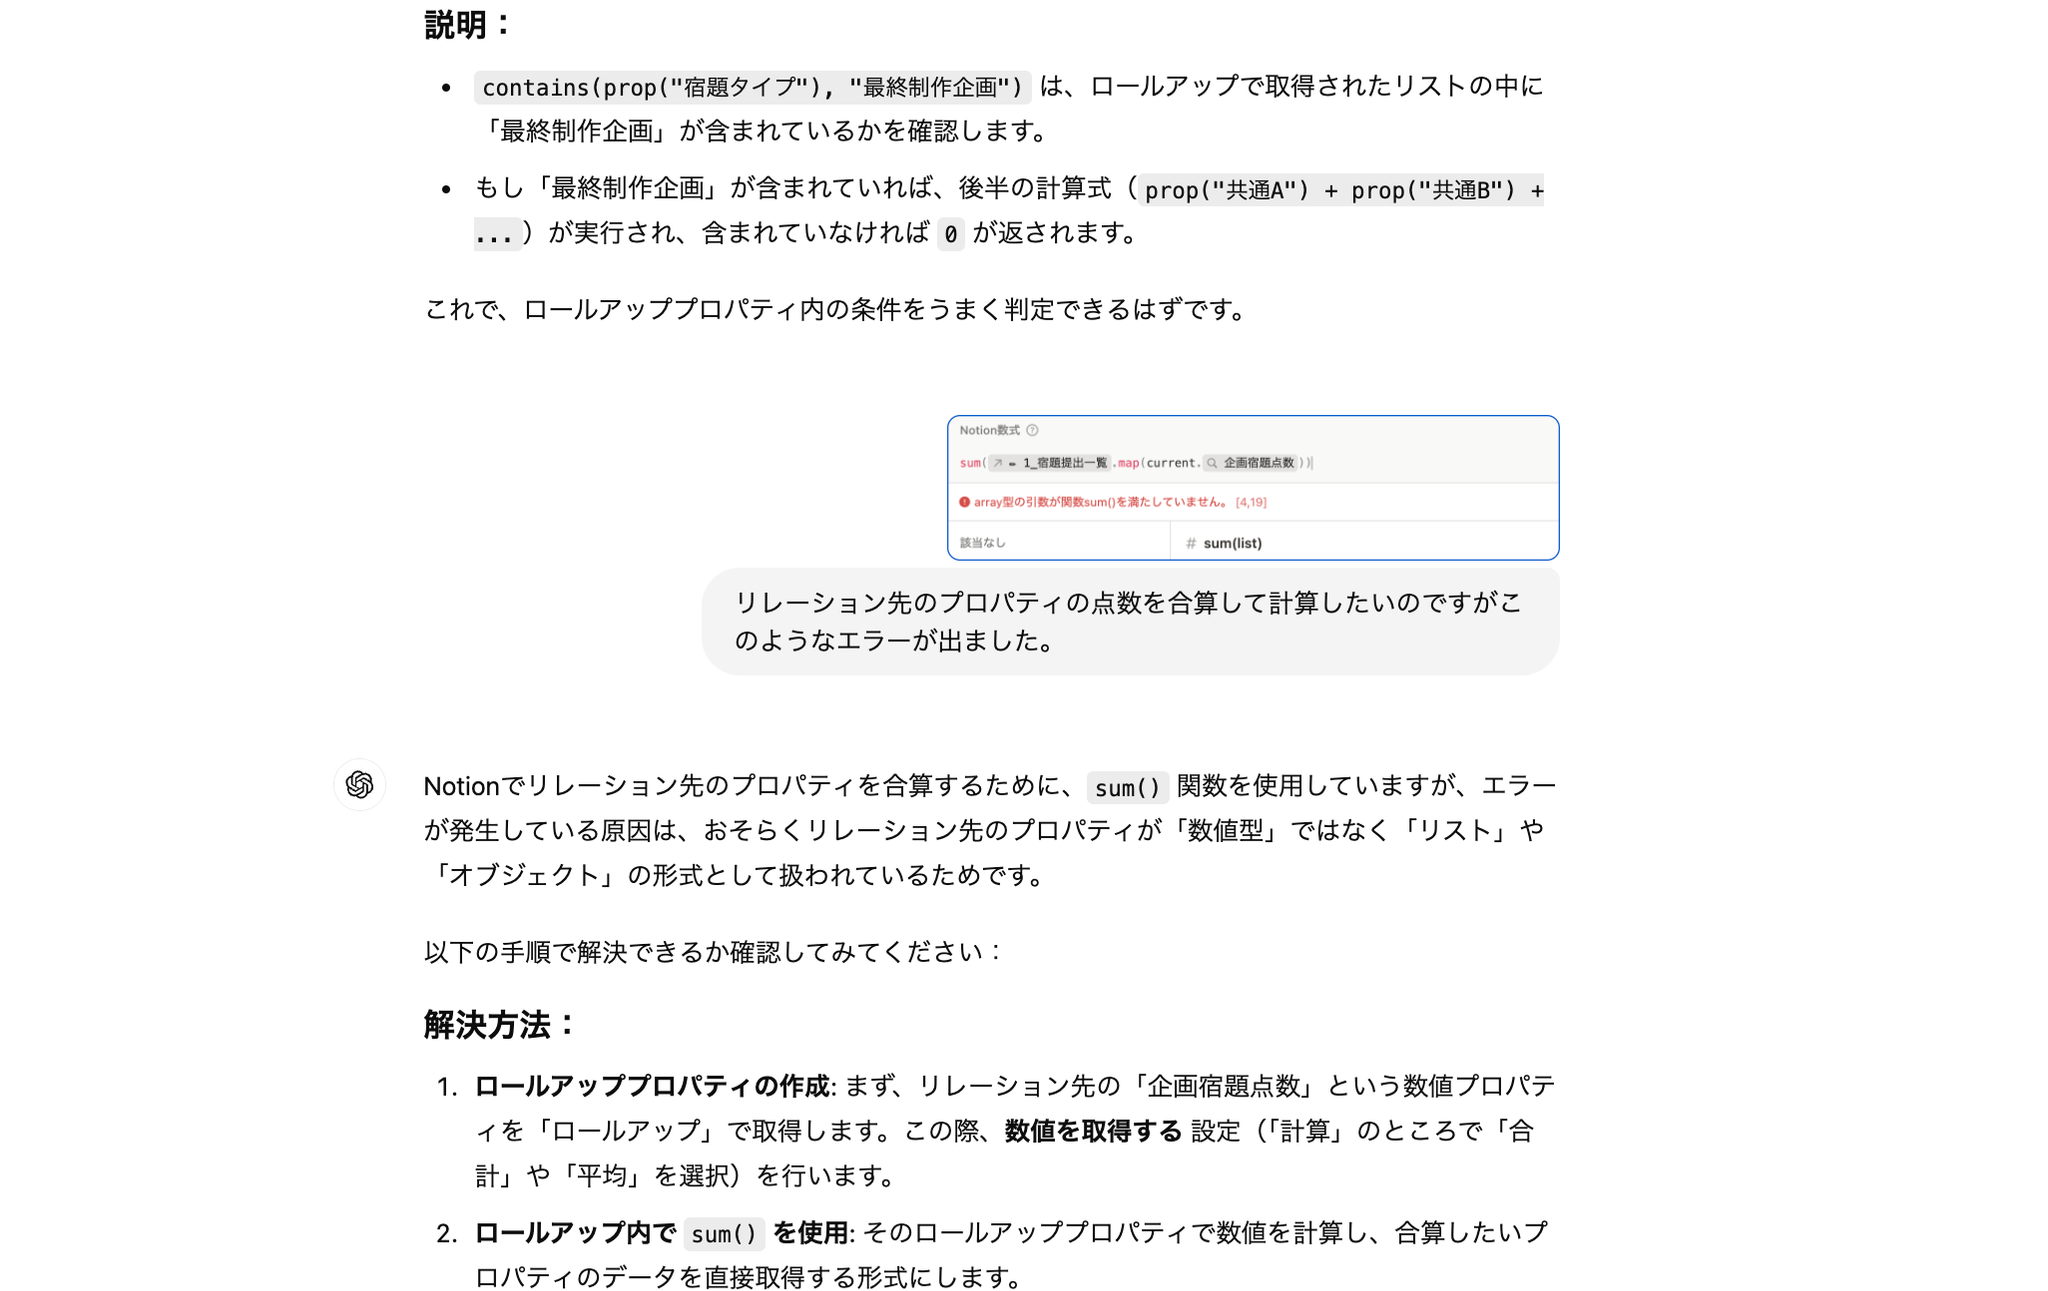 説明：
• contains(prop("宿題タイプ"), "最終制作企画") は、ロールアップで取得されたリストの中に
「最終制作企画」が含まれているかを確認します。
• もし「最終制作企画」が含まれていれば、後半の計算式（prop("共通A") + prop("共通B") +
...）が実行され、含まれていなければ 0 が返されます。
これで、ロールアッププロパティ内の条件をうまく判定できるはずです。
Notion数式 ?
sum(↗ ✏ 1_宿題提出一覧.map(current.企画宿題点数))
array型の引数が関数sum()を満たしていません。 [4,19]
該当なし
# sum(list)
リレーション先のプロパティの点数を合算して計算したいのですがこ
のようなエラーが出ました。
Notionでリレーション先のプロパティを合算するために、 sum() 関数を使用していますが、エラー
が発生している原因は、おそらくリレーション先のプロパティが「数値型」ではなく「リスト」や
「オブジェクト」の形式として扱われているためです。
以下の手順で解決できるか確認してみてください：
解決方法：
1. ロールアッププロパティの作成: まず、リレーション先の「企画宿題点数」という数値プロパテ
ィを「ロールアップ」で取得します。この際、数値を取得する 設定（「計算」のところで「合
計」や「平均」を選択）を行います。
2. ロールアップ内で sum() を使用: そのロールアッププロパティで数値を計算し、合算したいプ
ロパティのデータを直接取得する形式にします。